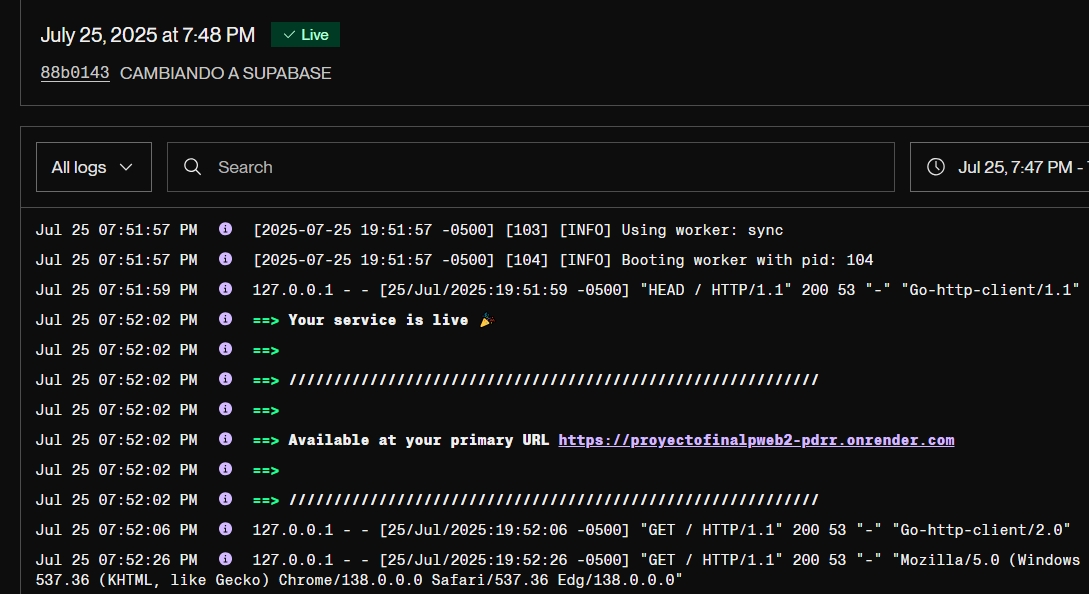 July 25, 2025 at 7:48 PM ✓ Live
88b0143 CAMBIANDO A SUPABASE
All logs Search Jul 25, 7:47 PM -
Jul 25 07:51:57 PM [2025-07-25 19:51:57 -0500] [103] [INFO] Using worker: sync
Jul 25 07:51:57 PM [2025-07-25 19:51:57 -0500] [104] [INFO] Booting worker with pid: 104
Jul 25 07:51:59 PM 127.0.0.1 - - [25/Jul/2025:19:51:59 -0500] "HEAD / HTTP/1.1" 200 53 "-" "Go-http-client/1.1"
Jul 25 07:52:02 PM ==> Your service is live 🎉
Jul 25 07:52:02 PM ==>
Jul 25 07:52:02 PM ==> ///////////////////////////////////////////////////////////
Jul 25 07:52:02 PM ==>
Jul 25 07:52:02 PM ==> Available at your primary URL https://proyectofinalpweb2-pdrr.onrender.com
Jul 25 07:52:02 PM ==>
Jul 25 07:52:02 PM ==> ///////////////////////////////////////////////////////////
Jul 25 07:52:06 PM 127.0.0.1 - - [25/Jul/2025:19:52:06 -0500] "GET / HTTP/1.1" 200 53 "-" "Go-http-client/2.0"
Jul 25 07:52:26 PM 127.0.0.1 - - [25/Jul/2025:19:52:26 -0500] "GET / HTTP/1.1" 200 53 "-" "Mozilla/5.0 (Windows
537.36 (KHTML, like Gecko) Chrome/138.0.0.0 Safari/537.36 Edg/138.0.0.0"